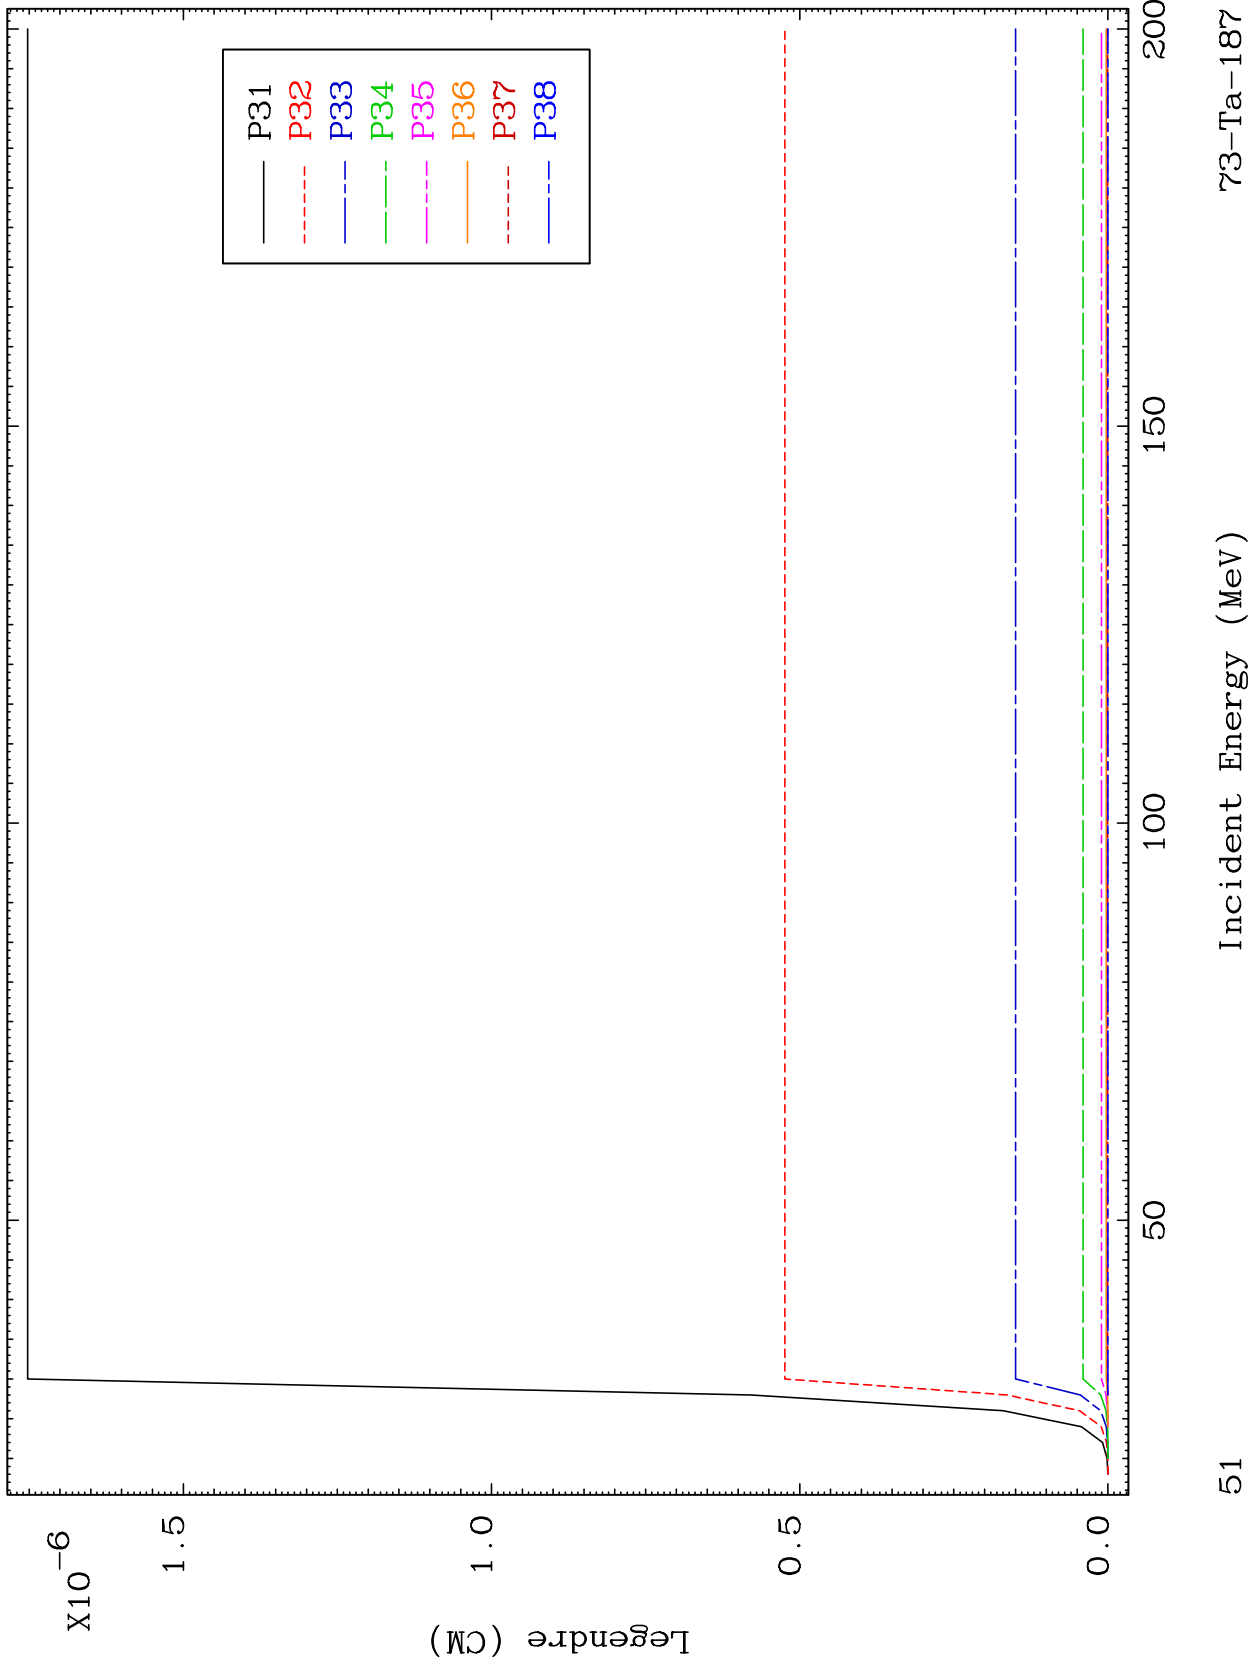 X10-6
1.5
1.0
0.5
0.0
Legendre (CM)
P31
P32
P33
P34
P35
P36
P37
P38
50
100
150
200
51
Incident Energy (MeV)
73-Ta-187